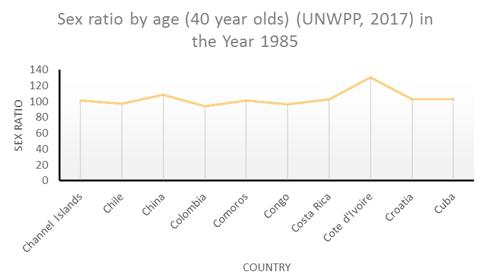 Sex ratio by age (40 year olds) (UNWPP, 2017) in
the Year 1985
SEX RATIO
140
120
100
80
60
40
20
0
Channel Islands
Chile
China
Colombia
Comoros
Congo
Costa Rica
Cote d'Ivoire
Croatia
Cuba
COUNTRY